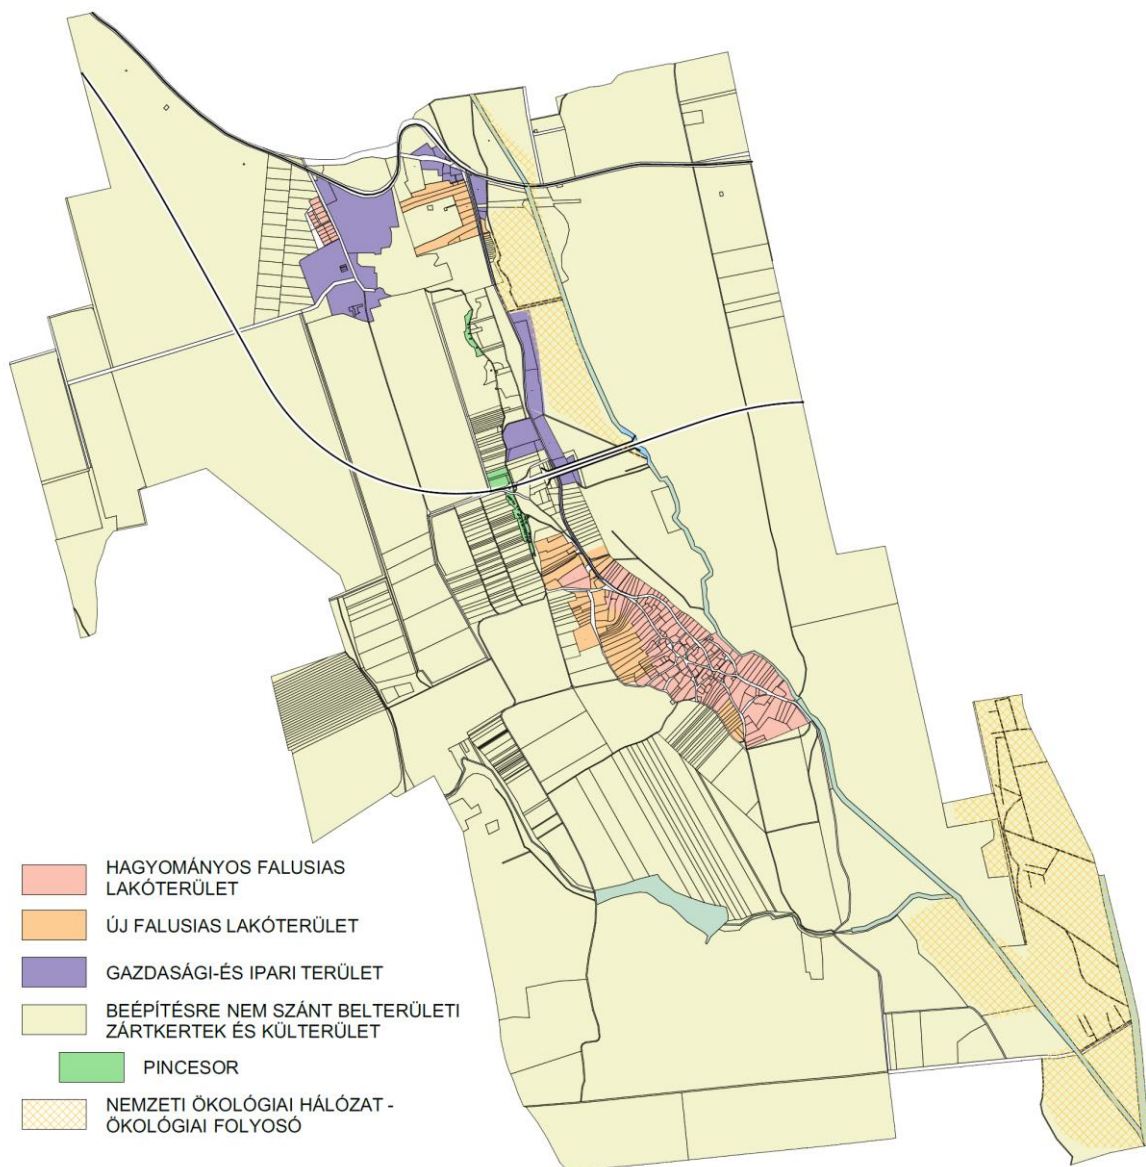 HAGYOMÁNYOS FALUSIAS
LAKÓTERÜLET
ÚJ FALUSIAS LAKÓTERÜLET
GAZDASÁGI-ÉS IPARI TERÜLET
BEÉPÍTÉSRE NEM SZÁNT BELTERÜLETI
ZÁRTKERTEK ÉS KÜLTERÜLET
PINCESOR
NEMZETI ÖKOLÓGIAI HÁLÓZAT -
ÖKOLÓGIAI FOLYOSÓ